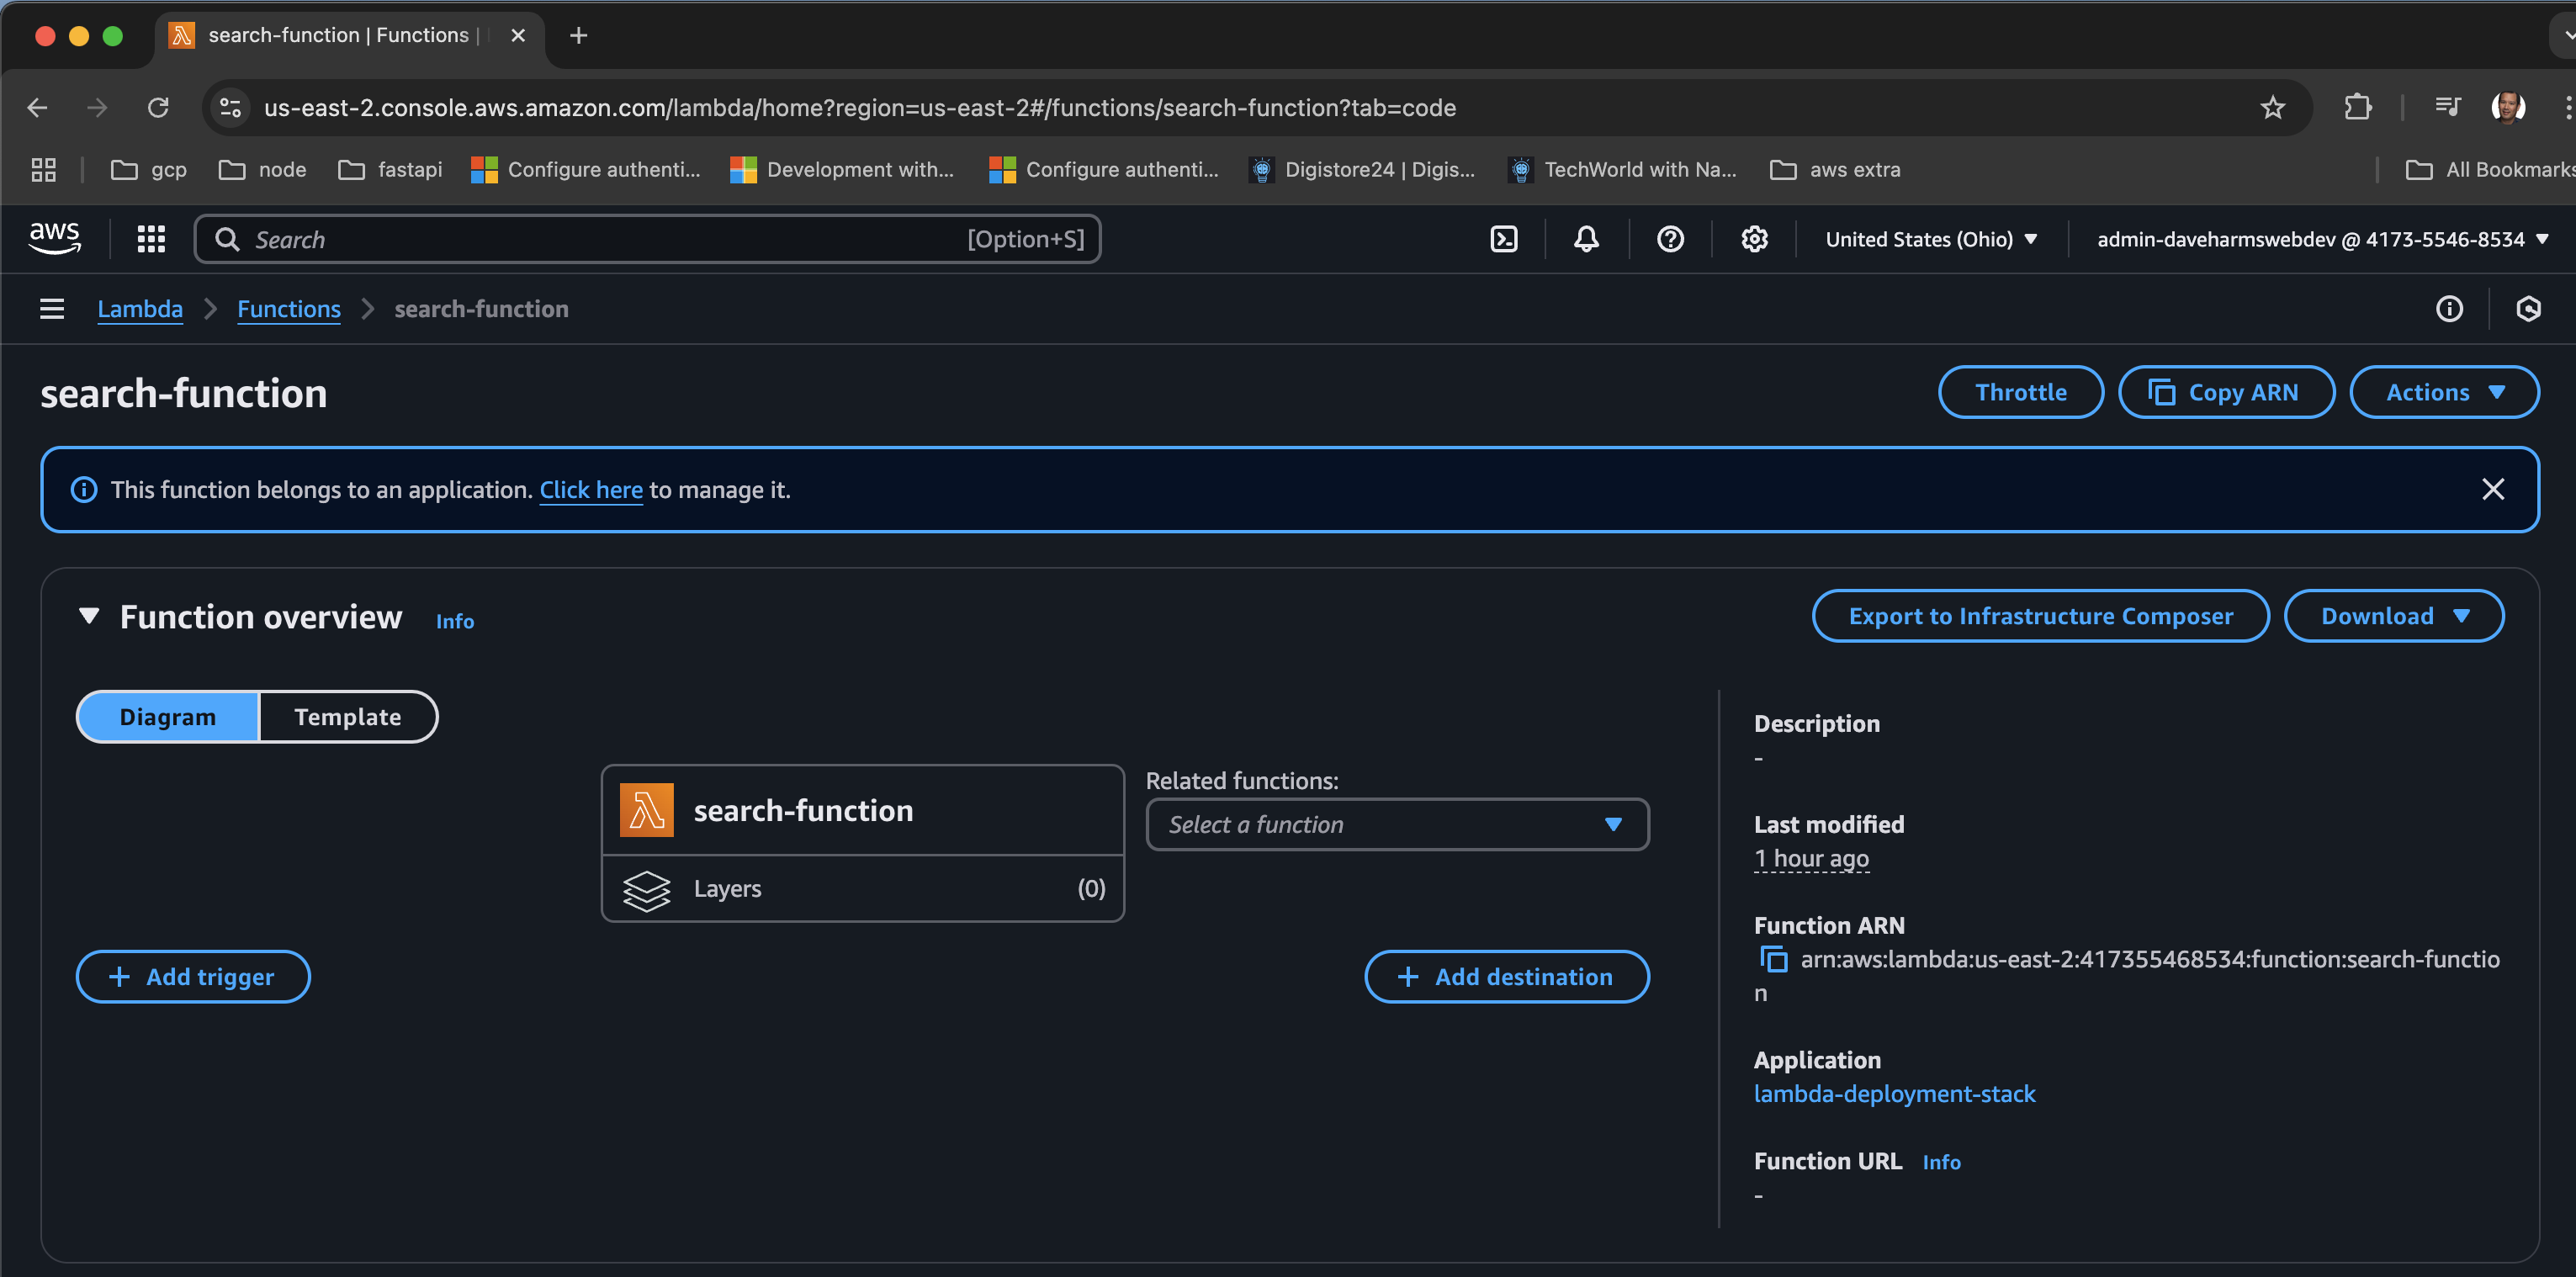 search-function | Functions |
us-east-2.console.aws.amazon.com/lambda/home?region=us-east-2#/functions/search-function?tab=code
gcp node fastapi Configure authenti... Development with... Configure authenti... Digistore24 | Digis... TechWorld with Na... aws extra All Bookmarks
aws Search [Option+S] United States (Ohio) admin-daveharmswebdev @ 4173-5546-8534
Lambda Functions search-function
search-function Throttle Copy ARN Actions
This function belongs to an application. Click here to manage it.
Function overview Info Export to Infrastructure Composer Download
Diagram Template
search-function
Layers (0)
Related functions:
Select a function
+ Add trigger
+ Add destination
Description
-
Last modified
1 hour ago
Function ARN
arn:aws:lambda:us-east-2:417355468534:function:search-functio
n
Application
lambda-deployment-stack
Function URL Info
-